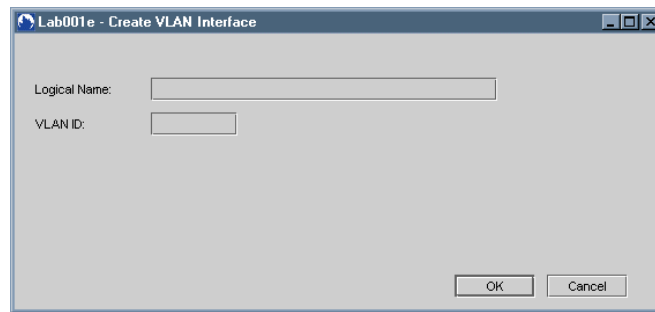 Lab001e - Create VLAN Interface
Logical Name:
VLAN ID:
OK Cancel